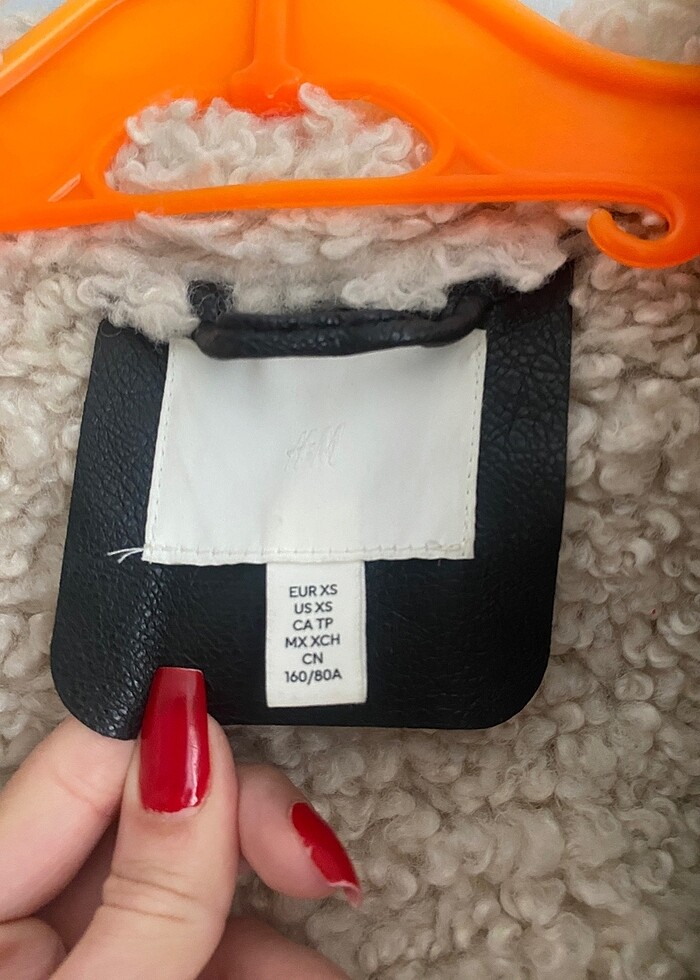 H&M
EUR XS
US XS
CA TP
MX XCH
CN
160/80A